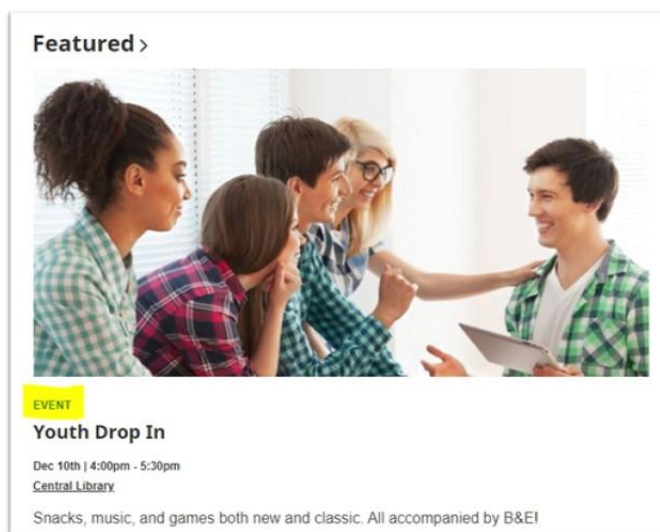 Featured >
EVENT
Youth Drop In
Dec 10th | 4:00pm - 5:30pm
Central Library
Snacks, music, and games both new and classic. All accompanied by B&E!